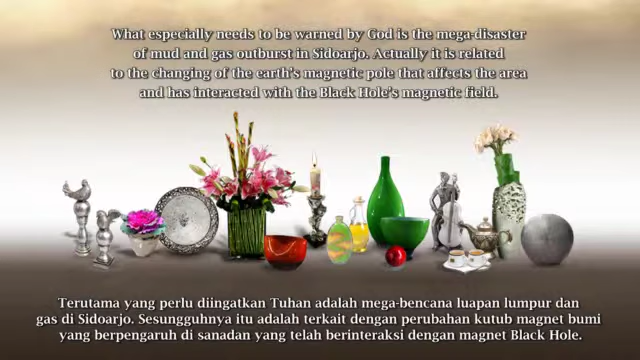 What especially needs to be warned by God is the mega-disaster
of mud and gas outburst in Sidoarjo. Actually it is related
to the changing of the earth's magnetic pole that affects the area
and has interacted with the Black Hole's magnetic field.
Terutama yang perlu diingatkan Tuhan adalah mega-bencana luapan lumpur dan
gas di Sidoarjo. Sesungguhnya itu adalah terkait dengan perubahan kutub magnet bumi
yang berpengaruh di sanadan yang telah berinteraksi dengan magnet Black Hole.